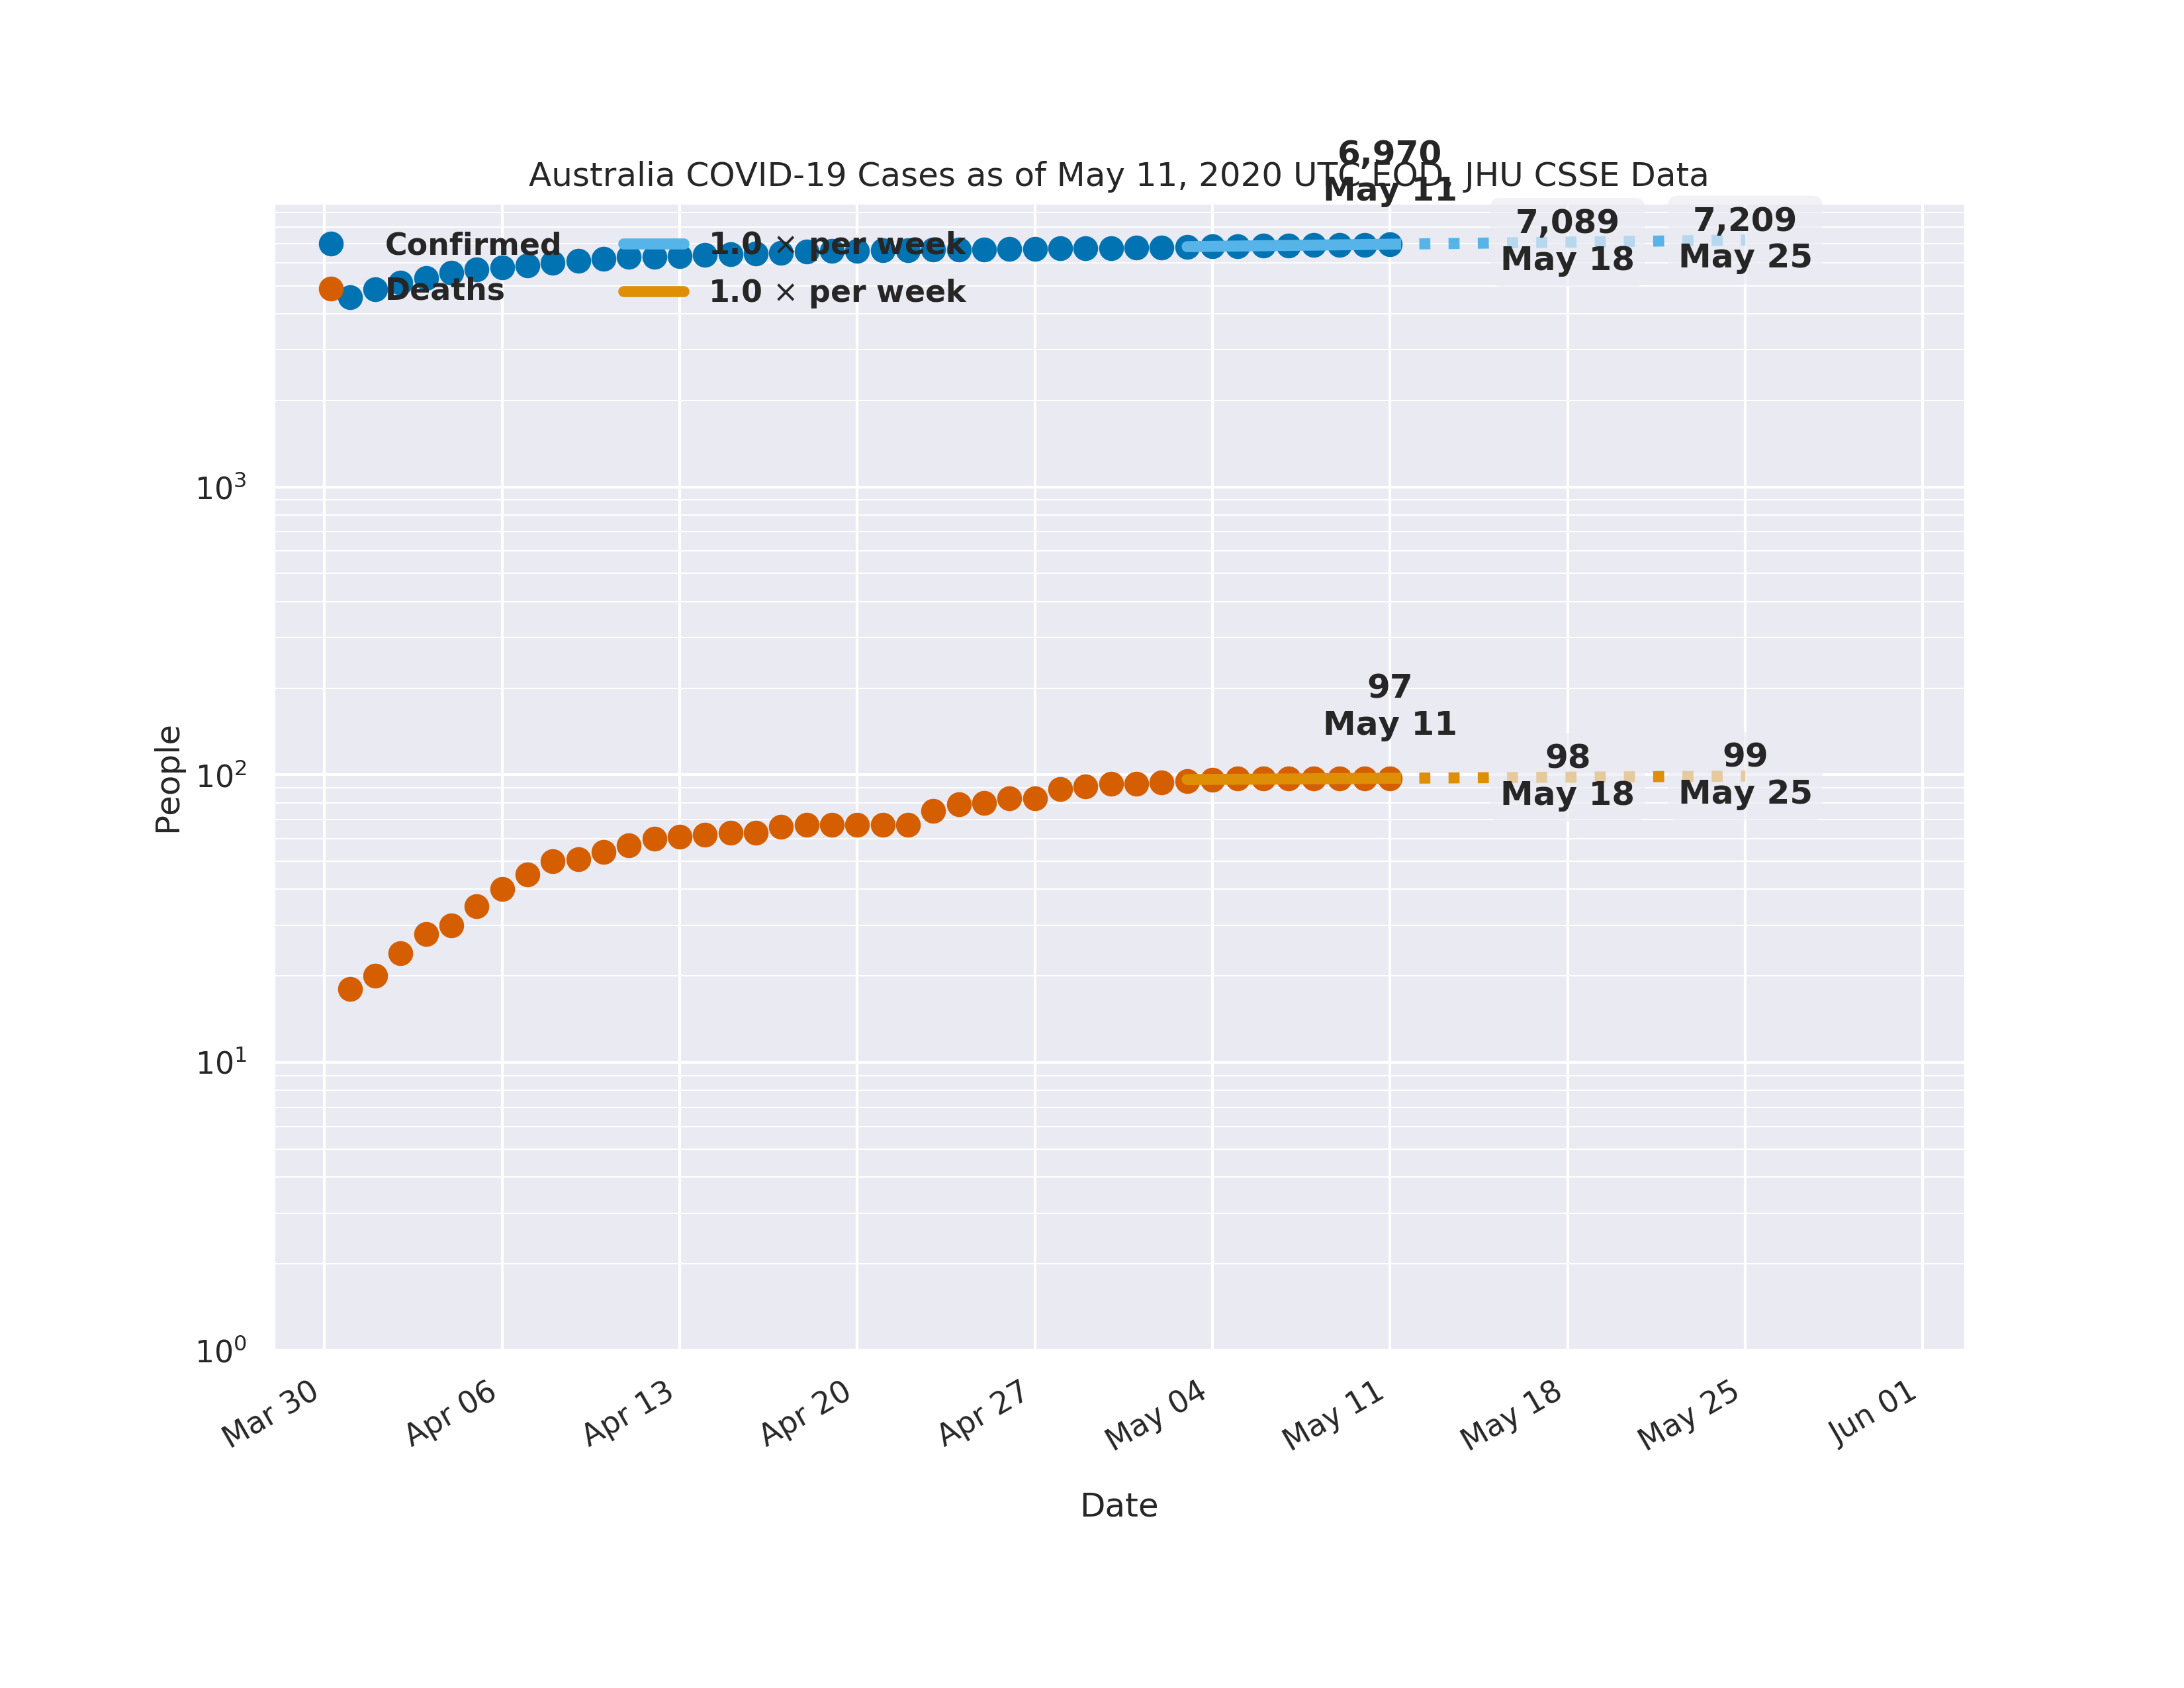 6,970
May 11
Australia COVID-19 Cases as of May 11, 2020 UTC EOD, JHU CSSE Data
7,089
May 18
7,209
May 25
Confirmed
Deaths
1.0 × per week
1.0 × per week
97
May 11
98
May 18
99
May 25
People
10³
10²
10¹
10⁰
Mar 30
Apr 06
Apr 13
Apr 20
Apr 27
May 04
May 11
May 18
May 25
Jun 01
Date